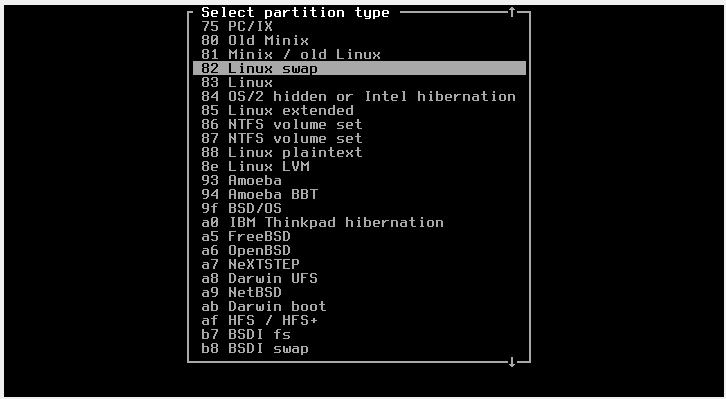 Select partition type ↑
75 PC/IX
80 Old Minix
81 Minix / old Linux
82 Linux swap
83 Linux
84 OS/2 hidden or Intel hibernation
85 Linux extended
86 NTFS volume set
87 NTFS volume set
88 Linux plaintext
8e Linux LVM
93 Amoeba
94 Amoeba BBT
9f BSD/OS
a0 IBM Thinkpad hibernation
a5 FreeBSD
a6 OpenBSD
a7 NeXTSTEP
a8 Darwin UFS
a9 NetBSD
ab Darwin boot
af HFS / HFS+
b7 BSDI fs
b8 BSDI swap
↓